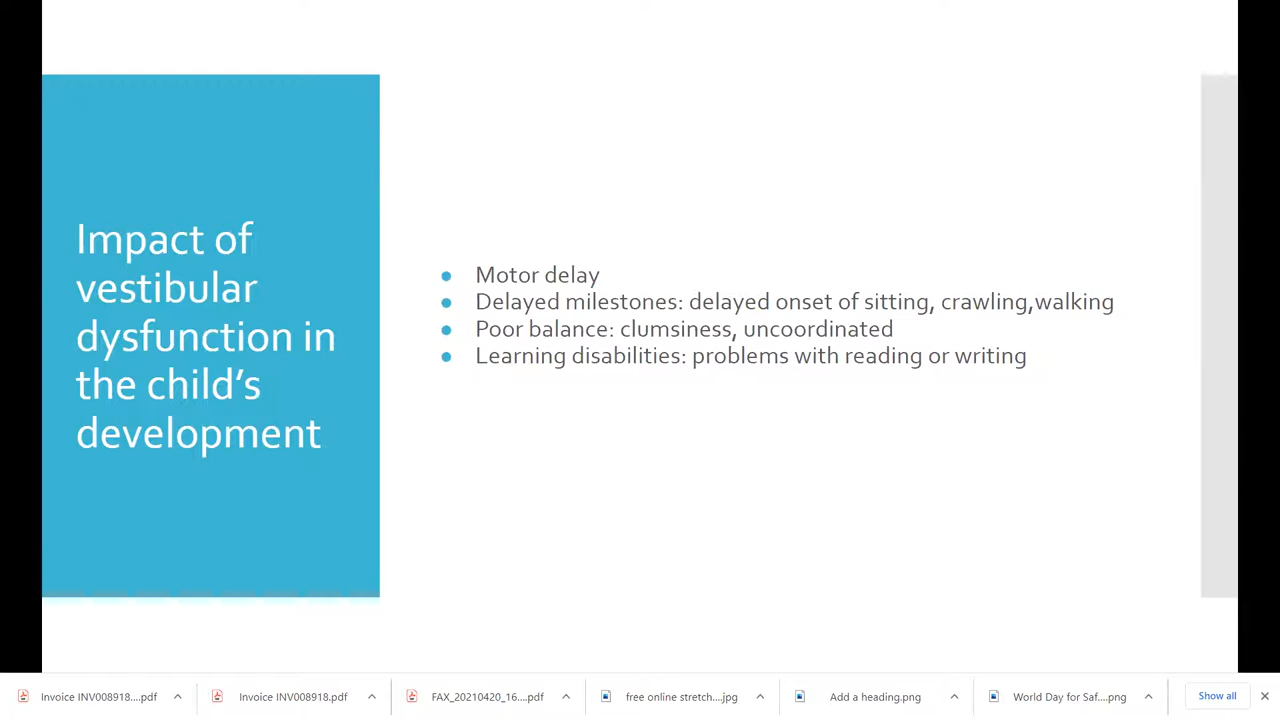 Impact of
vestibular
dysfunction in
the child’s
development
Motor delay
Delayed milestones: delayed onset of sitting, crawling,walking
Poor balance: clumsiness, uncoordinated
Learning disabilities: problems with reading or writing
Invoice INV008918....pdf
Invoice INV008918.pdf
FAX_20210420_16....pdf
free online stretch....jpg
Add a heading.png
World Day for Saf....png
Show all